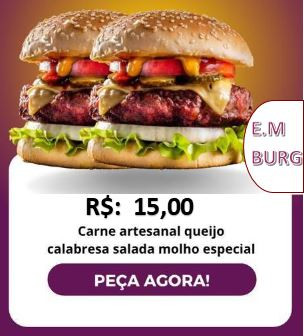 E.M
BURG
R$: 15,00
Carne artesanal queijo
calabresa salada molho especial
PEÇA AGORA!